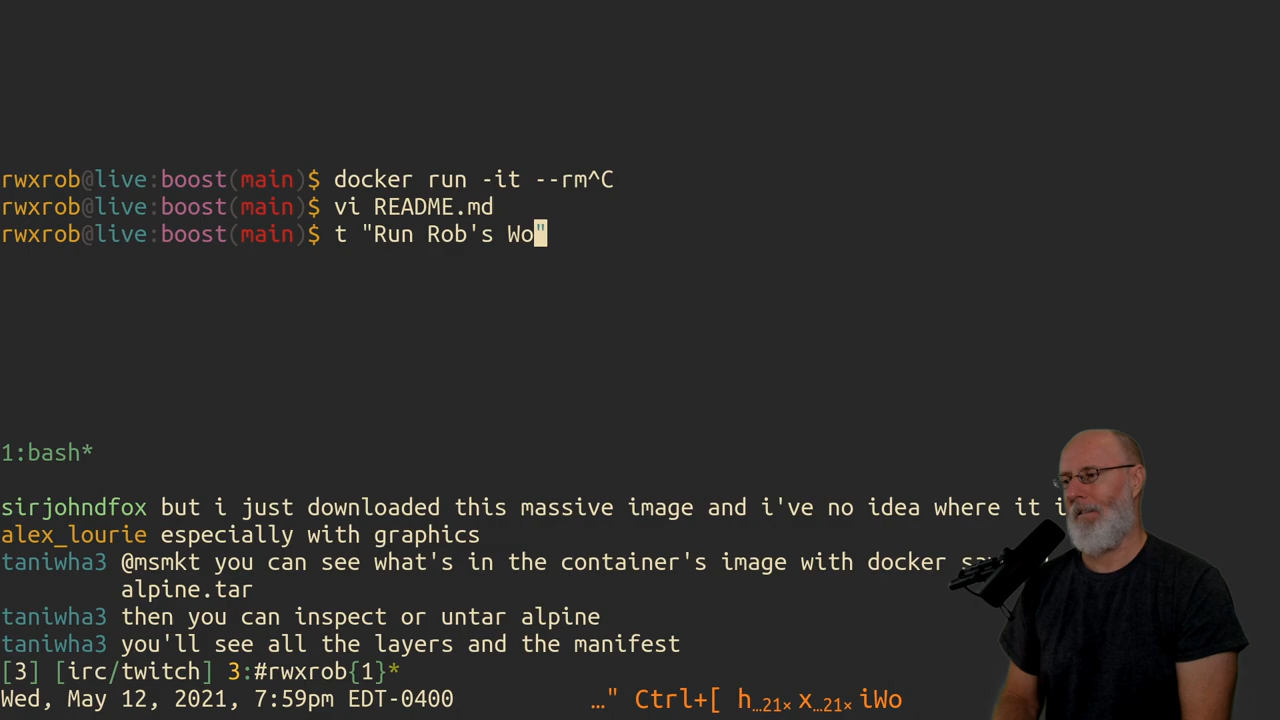 rwxrob@live:boost(main)$ docker run -it --rm^C
rwxrob@live:boost(main)$ vi README.md
rwxrob@live:boost(main)$ t "Run Rob's Wo"
1:bash*
sirjohndfox but i just downloaded this massive image and i've no idea where it
alex_lourie especially with graphics
taniwha3 @msmkt you can see what's in the container's image with docker
alpine.tar
taniwha3 then you can inspect or untar alpine
taniwha3 you'll see all the layers and the manifest
[3] [irc/twitch] 3:#rwxrob{1}*
Wed, May 12, 2021, 7:59pm EDT-0400 …" Ctrl+[ h…21× x…21× iWo